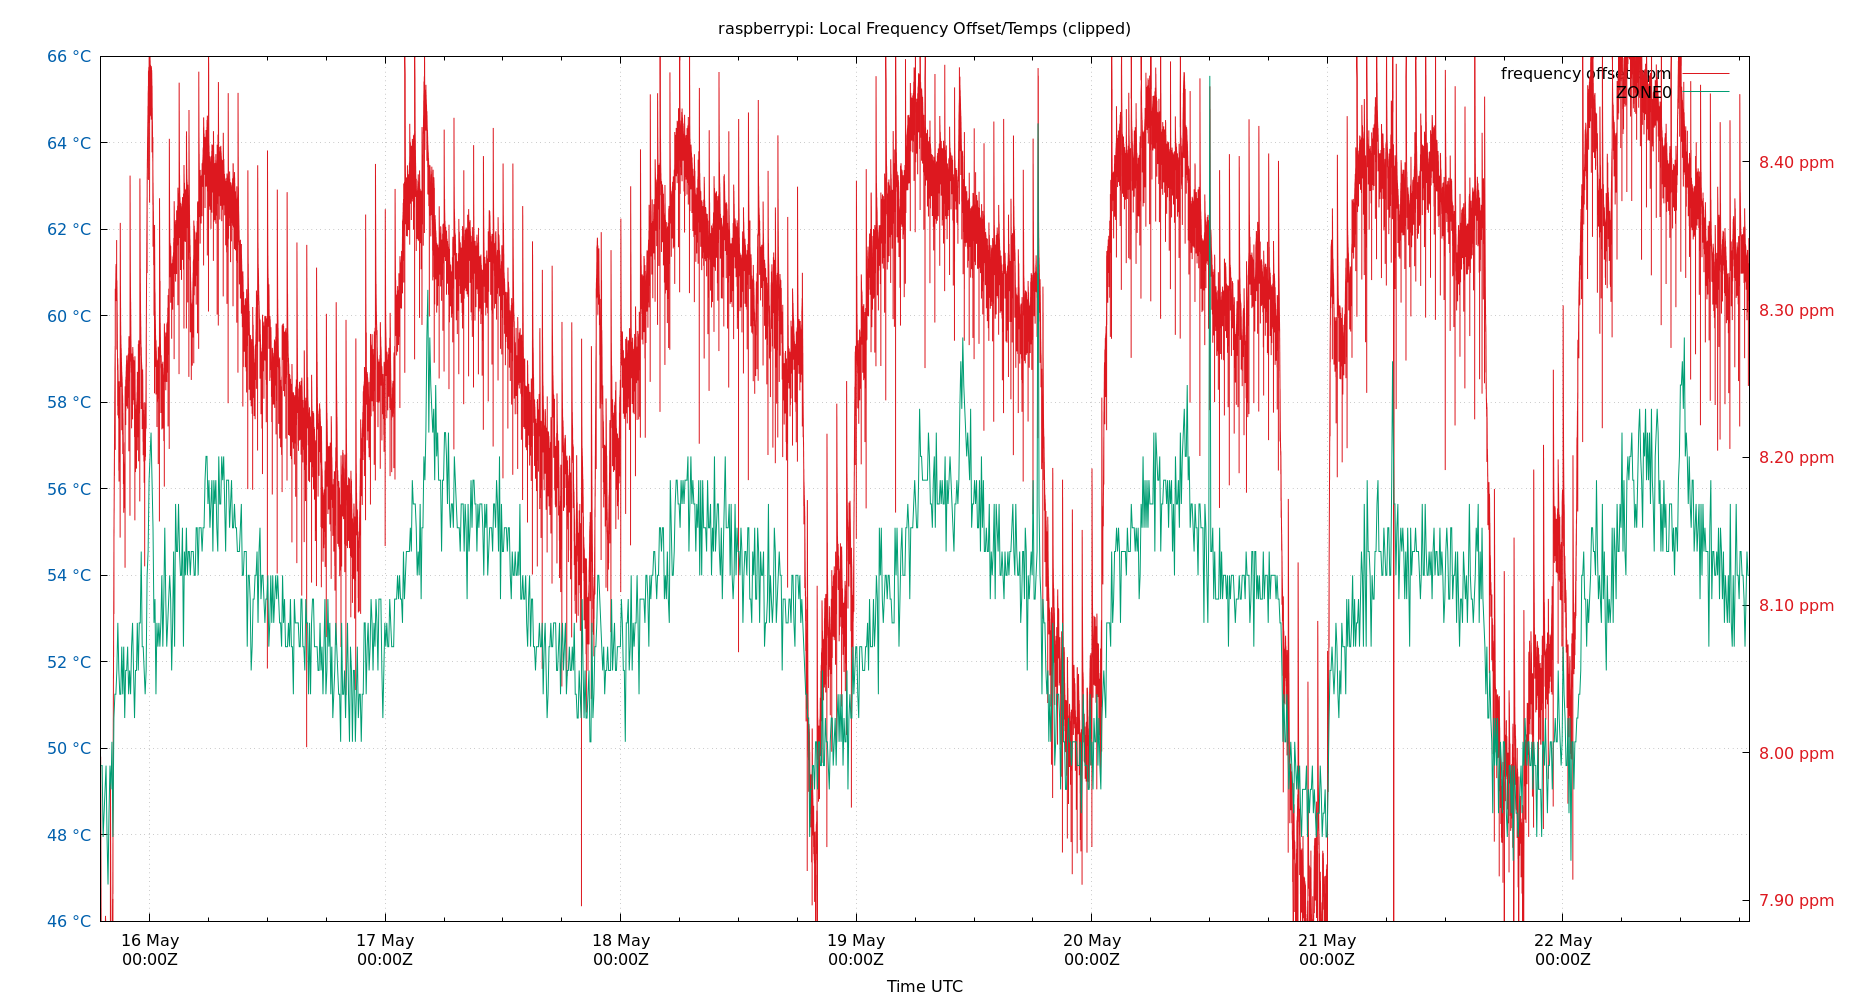 raspberrypi: Local Frequency Offset/Temps (clipped)
66 °C
64 °C
62 °C
60 °C
58 °C
56 °C
54 °C
52 °C
50 °C
48 °C
46 °C
frequency offset ppm
ZONE0
8.40 ppm
8.30 ppm
8.20 ppm
8.10 ppm
8.00 ppm
7.90 ppm
16 May
00:00Z
17 May
00:00Z
18 May
00:00Z
19 May
00:00Z
20 May
00:00Z
21 May
00:00Z
22 May
00:00Z
Time UTC